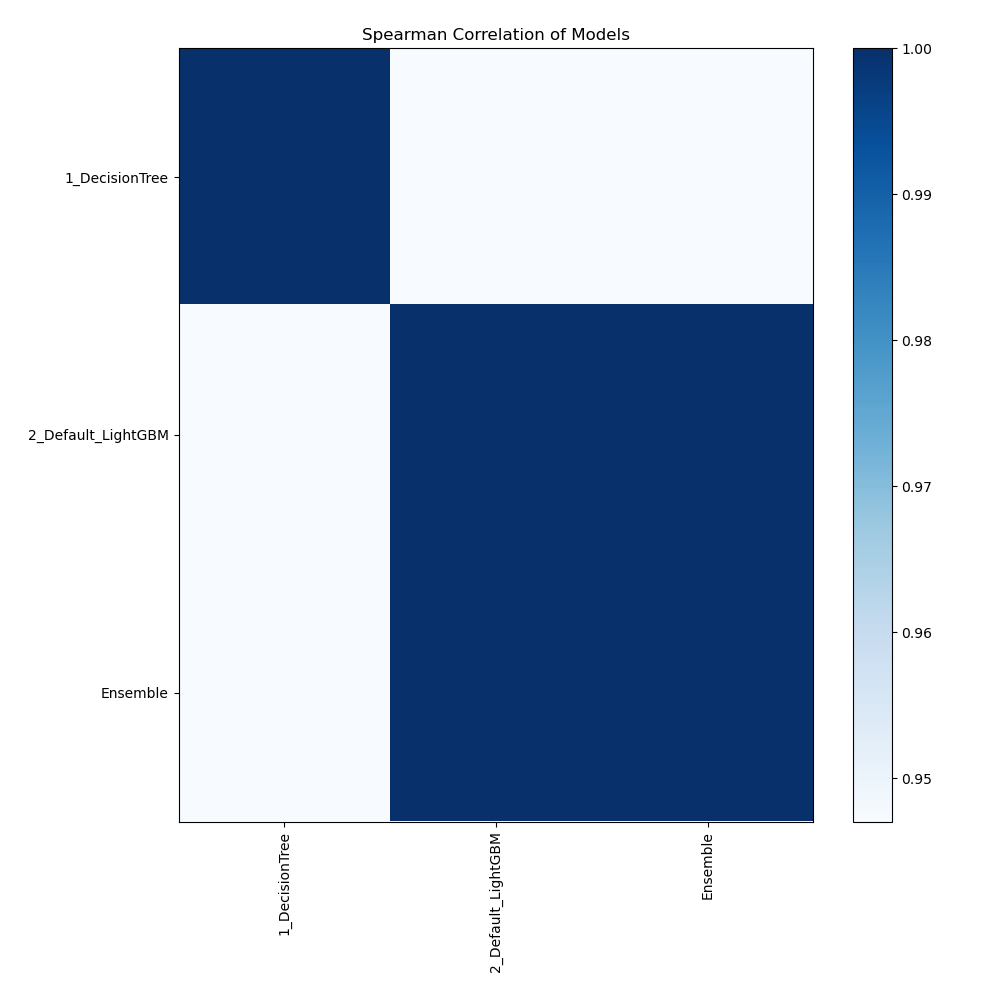 Spearman Correlation of Models
1_DecisionTree
2_Default_LightGBM
Ensemble
1_DecisionTree
2_Default_LightGBM
Ensemble
1.00
0.99
0.98
0.97
0.96
0.95